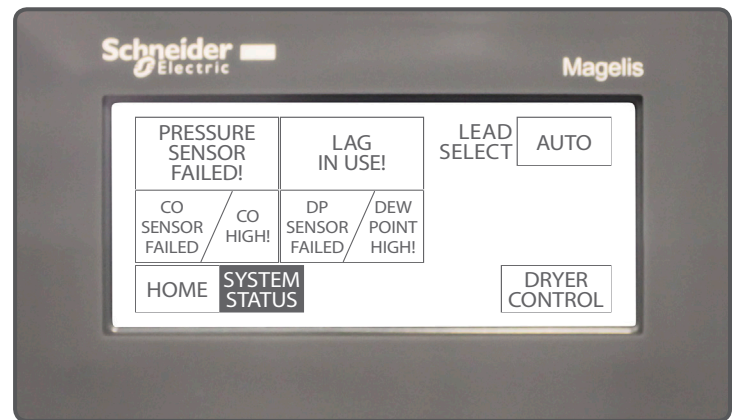 Schneider
Electric
Magelis
PRESSURE
SENSOR
FAILED!
LAG
IN USE!
LEAD
SELECT
AUTO
CO
SENSOR
FAILED
CO
HIGH!
DP
SENSOR
FAILED
DEW
POINT
HIGH!
HOME
SYSTEM
STATUS
DRYER
CONTROL